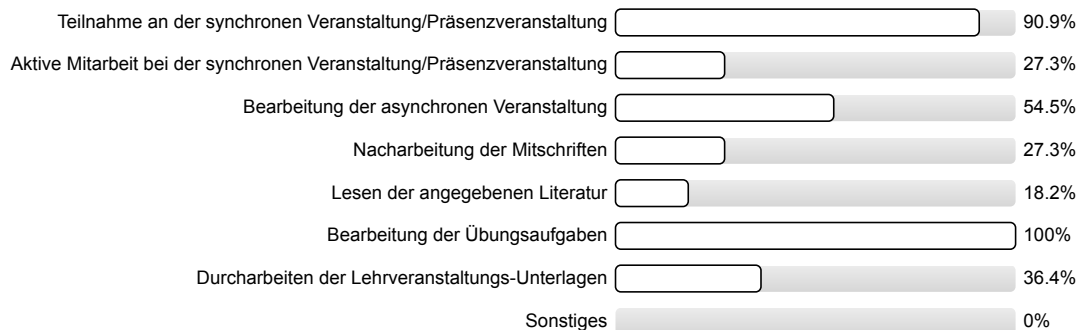 Teilnahme an der synchronen Veranstaltung/Präsenzveranstaltung 90.9%
Aktive Mitarbeit bei der synchronen Veranstaltung/Präsenzveranstaltung 27.3%
Bearbeitung der asynchronen Veranstaltung 54.5%
Nacharbeitung der Mitschriften 27.3%
Lesen der angegebenen Literatur 18.2%
Bearbeitung der Übungsaufgaben 100%
Durcharbeiten der Lehrveranstaltungs-Unterlagen 36.4%
Sonstiges 0%